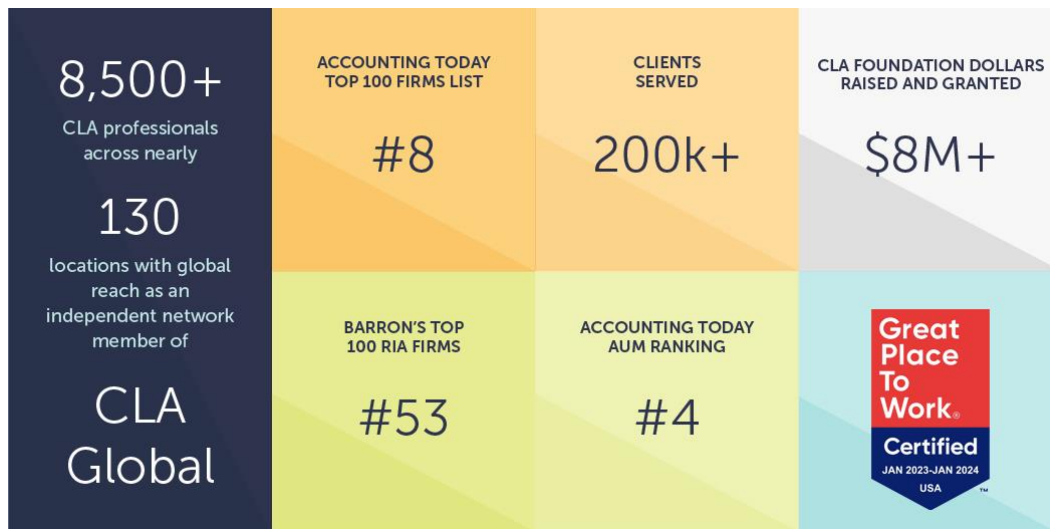 8,500+
CLA professionals
across nearly
130
locations with global
reach as an
independent network
member of
CLA
Global
ACCOUNTING TODAY
TOP 100 FIRMS LIST
#8
CLIENTS
SERVED
200k+
CLA FOUNDATION DOLLARS
RAISED AND GRANTED
$8M+
BARRON’S TOP
100 RIA FIRMS
#53
ACCOUNTING TODAY
AUM RANKING
#4
Great
Place
To
Work®
Certified
JAN 2023-JAN 2024
USA
™